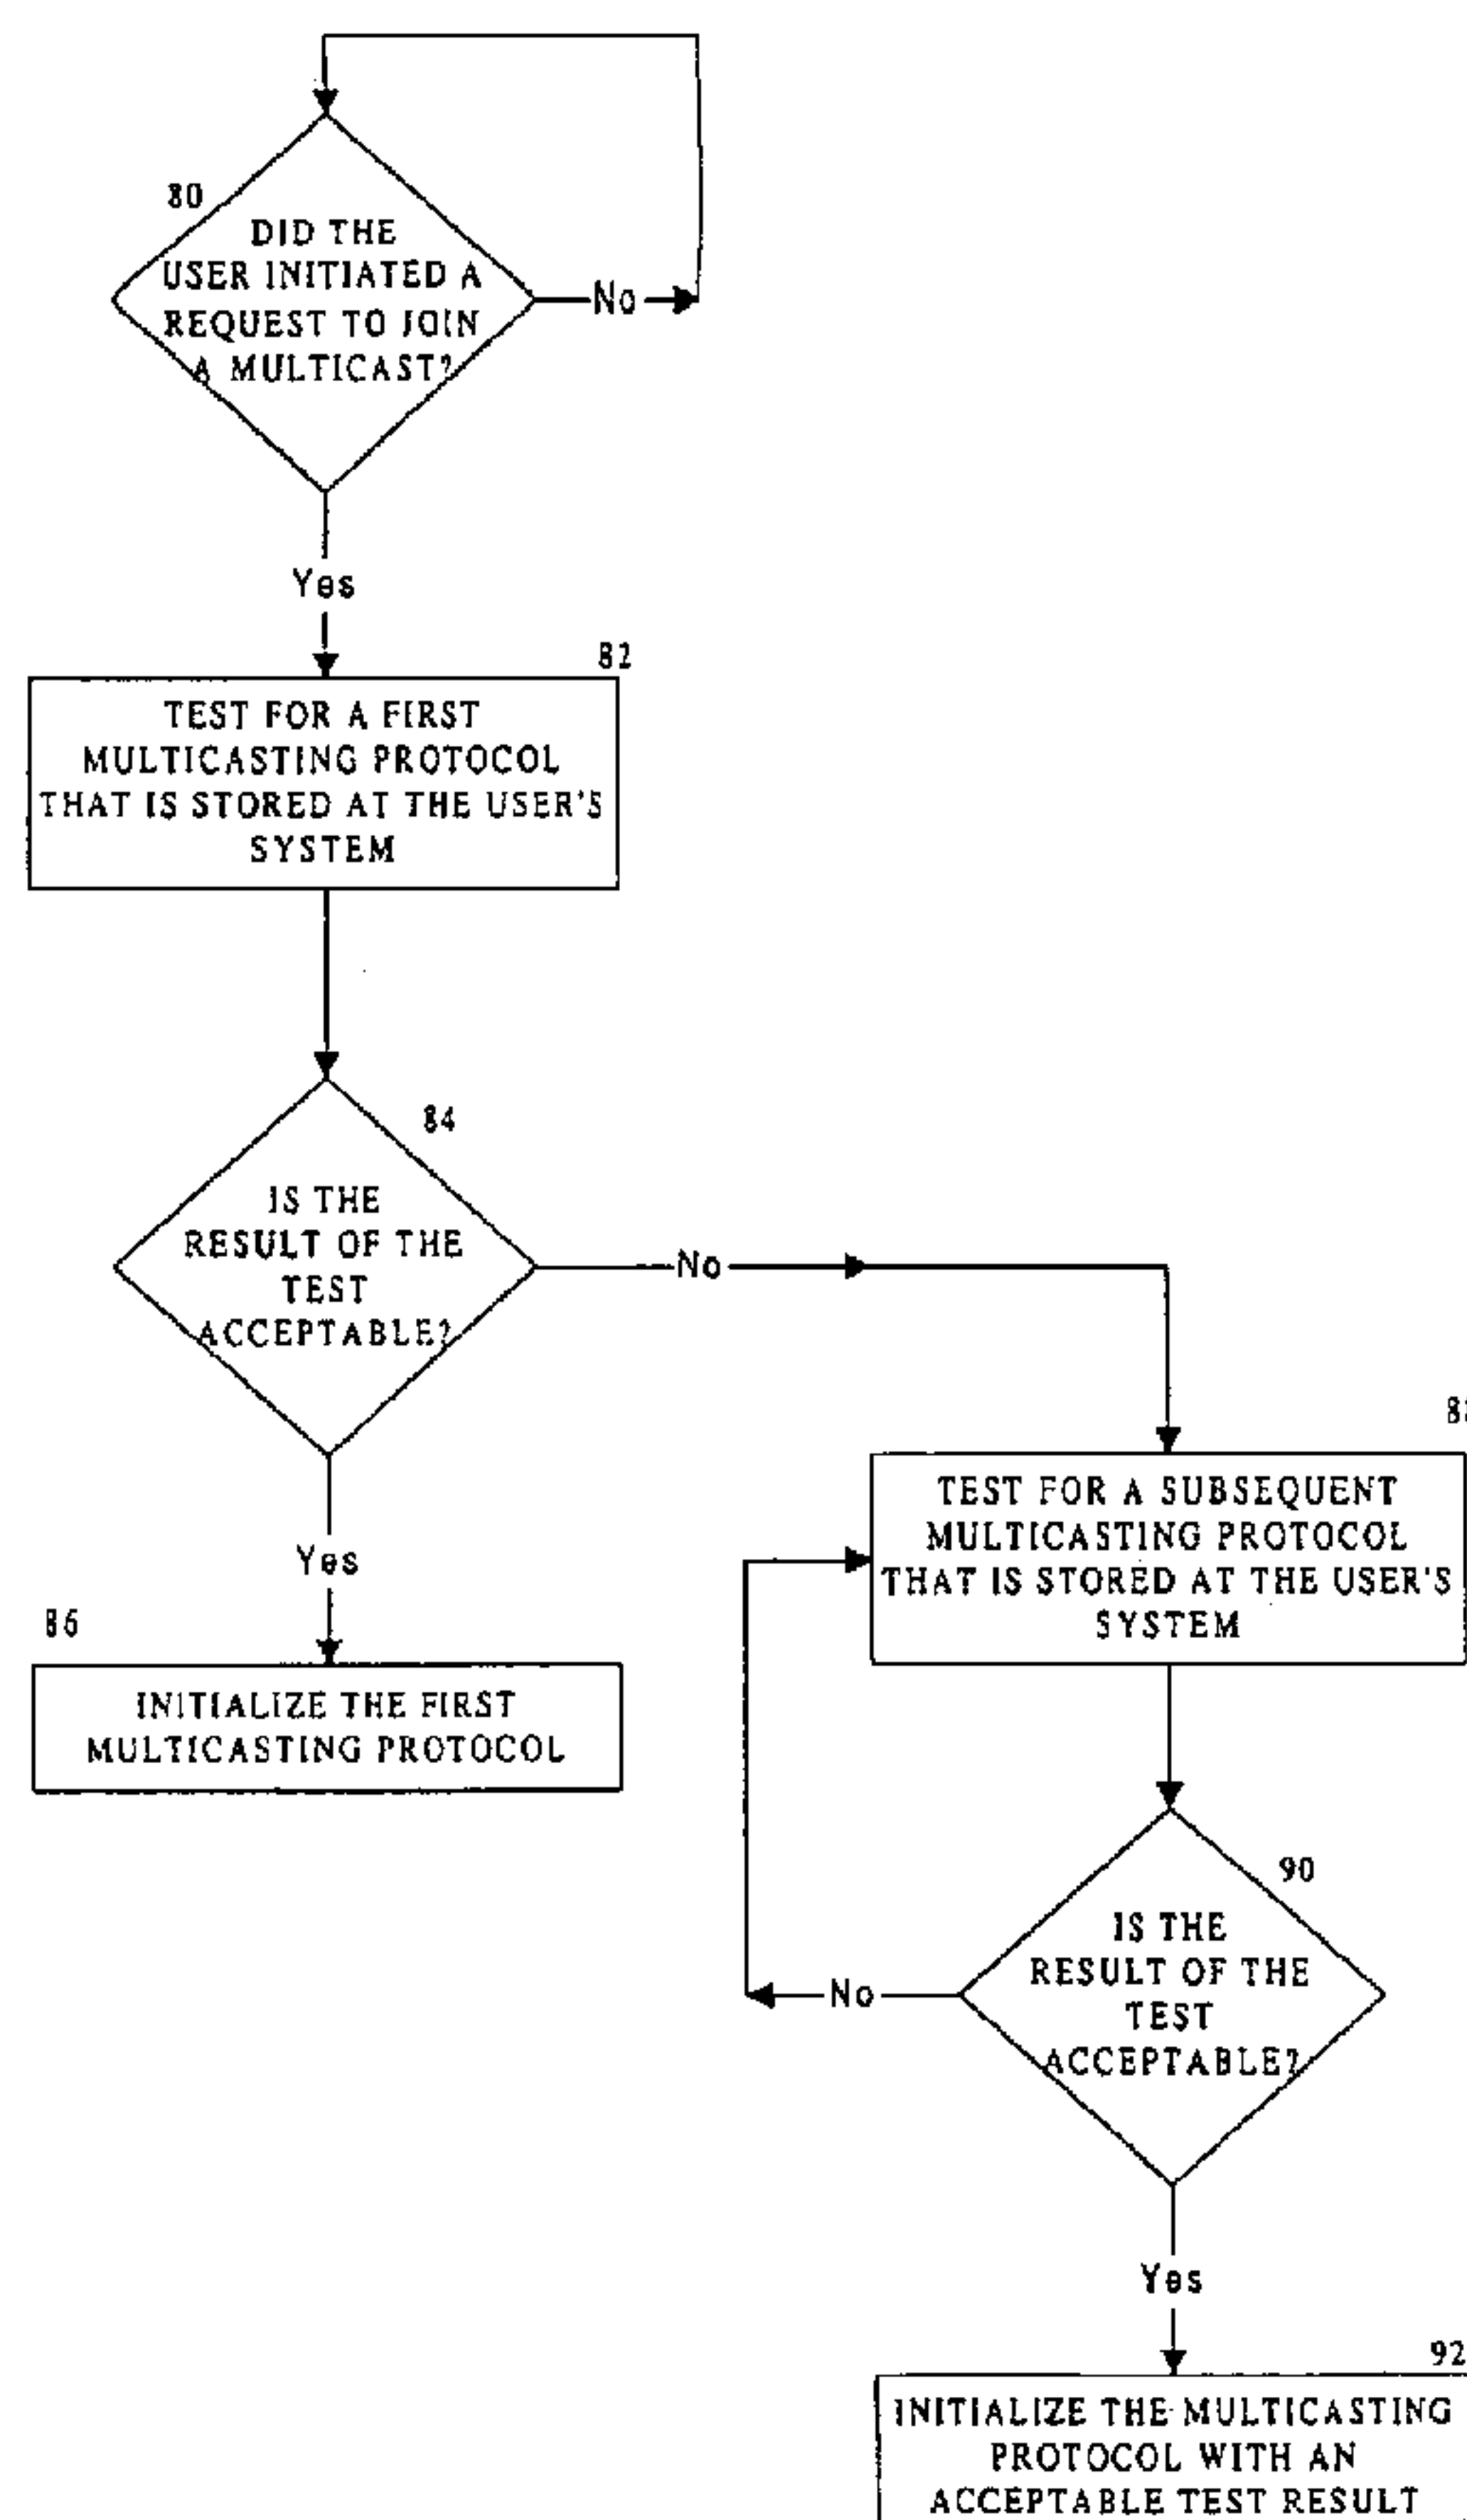 80
DID THE
USER INITIATED A
REQUEST TO JOIN
A MULTICAST?
No
Yes
82
TEST FOR A FIRST
MULTICASTING PROTOCOL
THAT IS STORED AT THE USER'S
SYSTEM
84
IS THE
RESULT OF THE
TEST
ACCEPTABLE?
No
Yes
86
INITIALIZE THE FIRST
MULTICASTING PROTOCOL
TEST FOR A SUBSEQUENT
MULTICASTING PROTOCOL
THAT IS STORED AT THE USER'S
SYSTEM
90
IS THE
RESULT OF THE
TEST
ACCEPTABLE?
No
Yes
92
INITIALIZE THE MULTICASTING
PROTOCOL WITH AN
ACCEPTABLE TEST RESULT